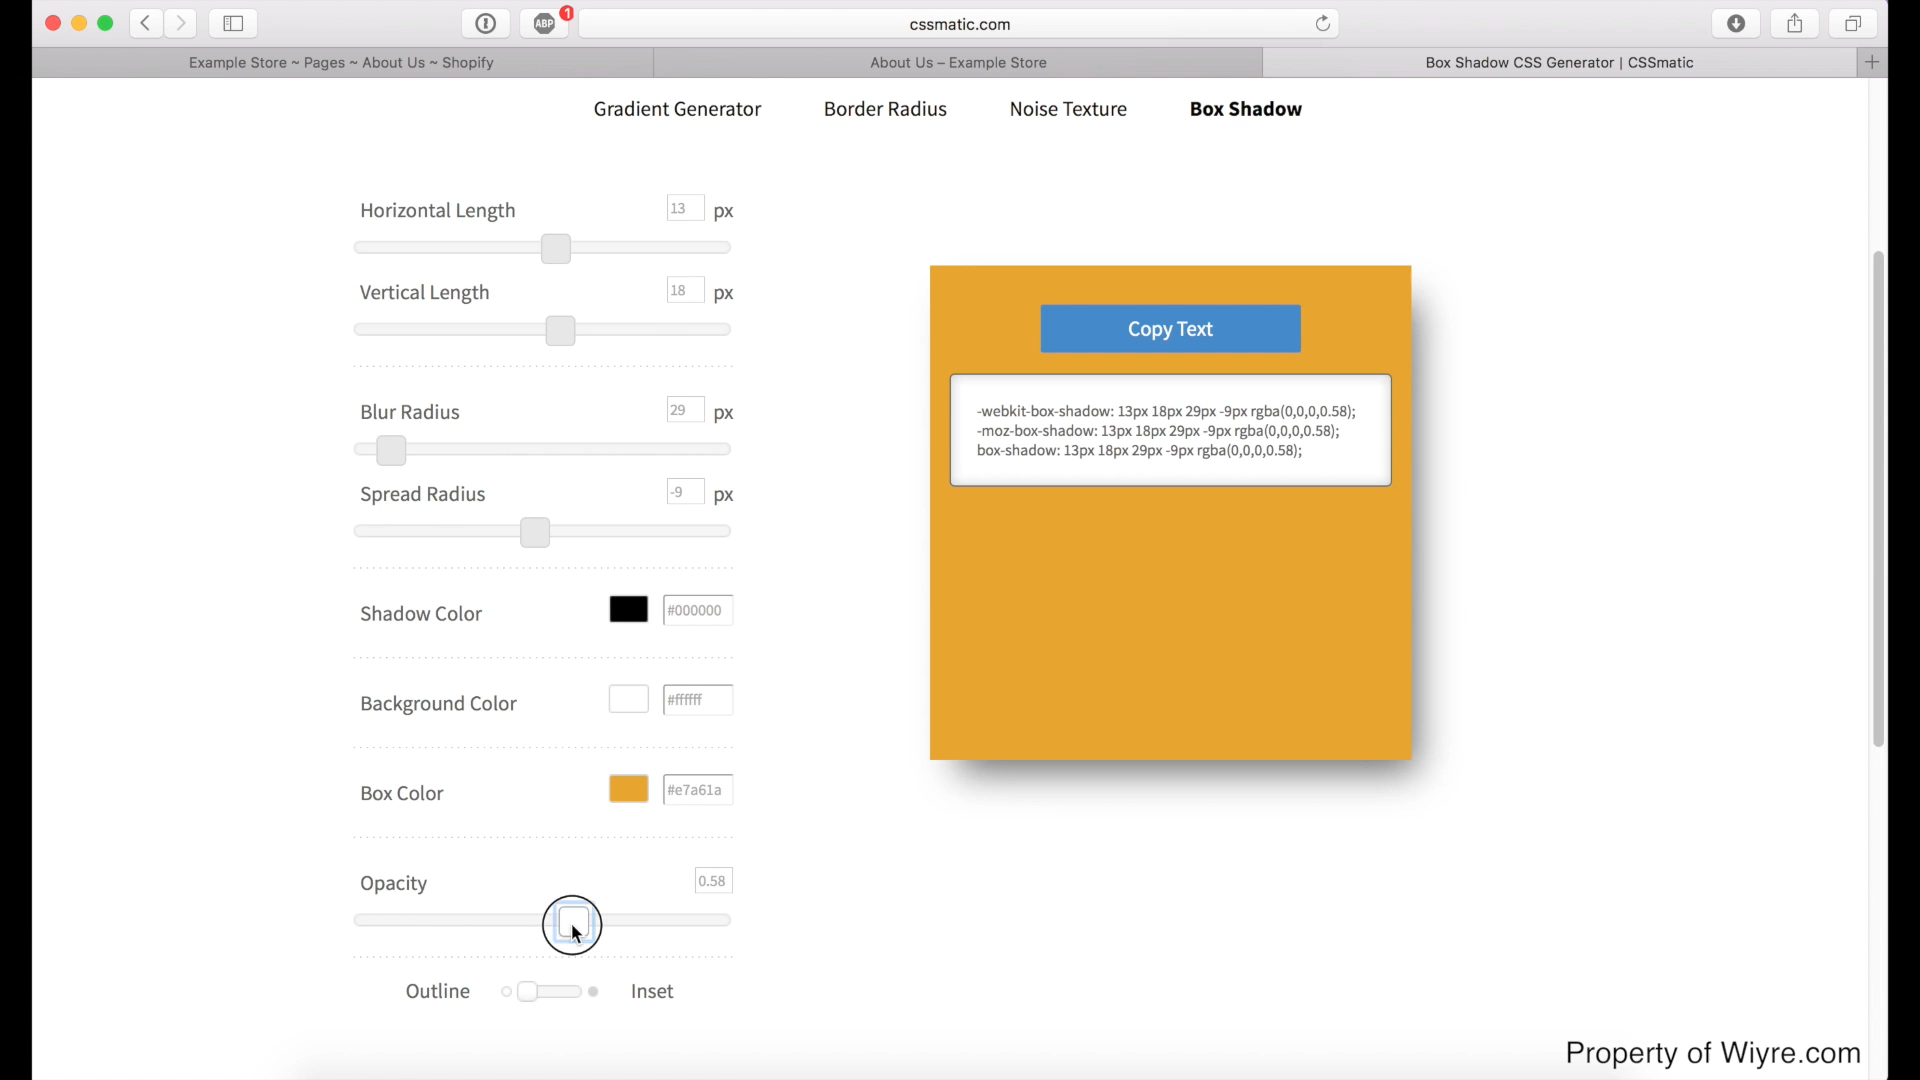 ABP
1
cssmatic.com
Example Store ~ Pages ~ About Us ~ Shopify
About Us – Example Store
Box Shadow CSS Generator | CSSmatic
Gradient Generator
Border Radius
Noise Texture
Box Shadow
Horizontal Length
13
px
Vertical Length
18
px
Blur Radius
29
px
Spread Radius
-9
px
Shadow Color
#000000
Background Color
#ffffff
Box Color
#e7a61a
Opacity
0.58
Outline
Inset
Copy Text
-webkit-box-shadow: 13px 18px 29px -9px rgba(0,0,0,0.58);
-moz-box-shadow: 13px 18px 29px -9px rgba(0,0,0,0.58);
box-shadow: 13px 18px 29px -9px rgba(0,0,0,0.58);
Property of Wiyre.com